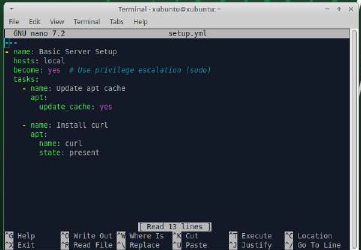 Terminal - xubuntu@xubuntu: ~
File Edit View Terminal Tabs Help
GNU nano 7.2 setup.yml
---
- name: Basic Server Setup
hosts: local
become: yes # Use privilege escalation (sudo)
tasks:
- name: Update apt cache
apt:
update_cache: yes
- name: Install curl
apt:
name: curl
state: present
[ Read 13 lines ]
^G Help ^O Write Out ^W Where Is ^K Cut ^T Execute ^C Location
^X Exit ^R Read File ^\ Replace ^U Paste ^J Justify ^/ Go To Line